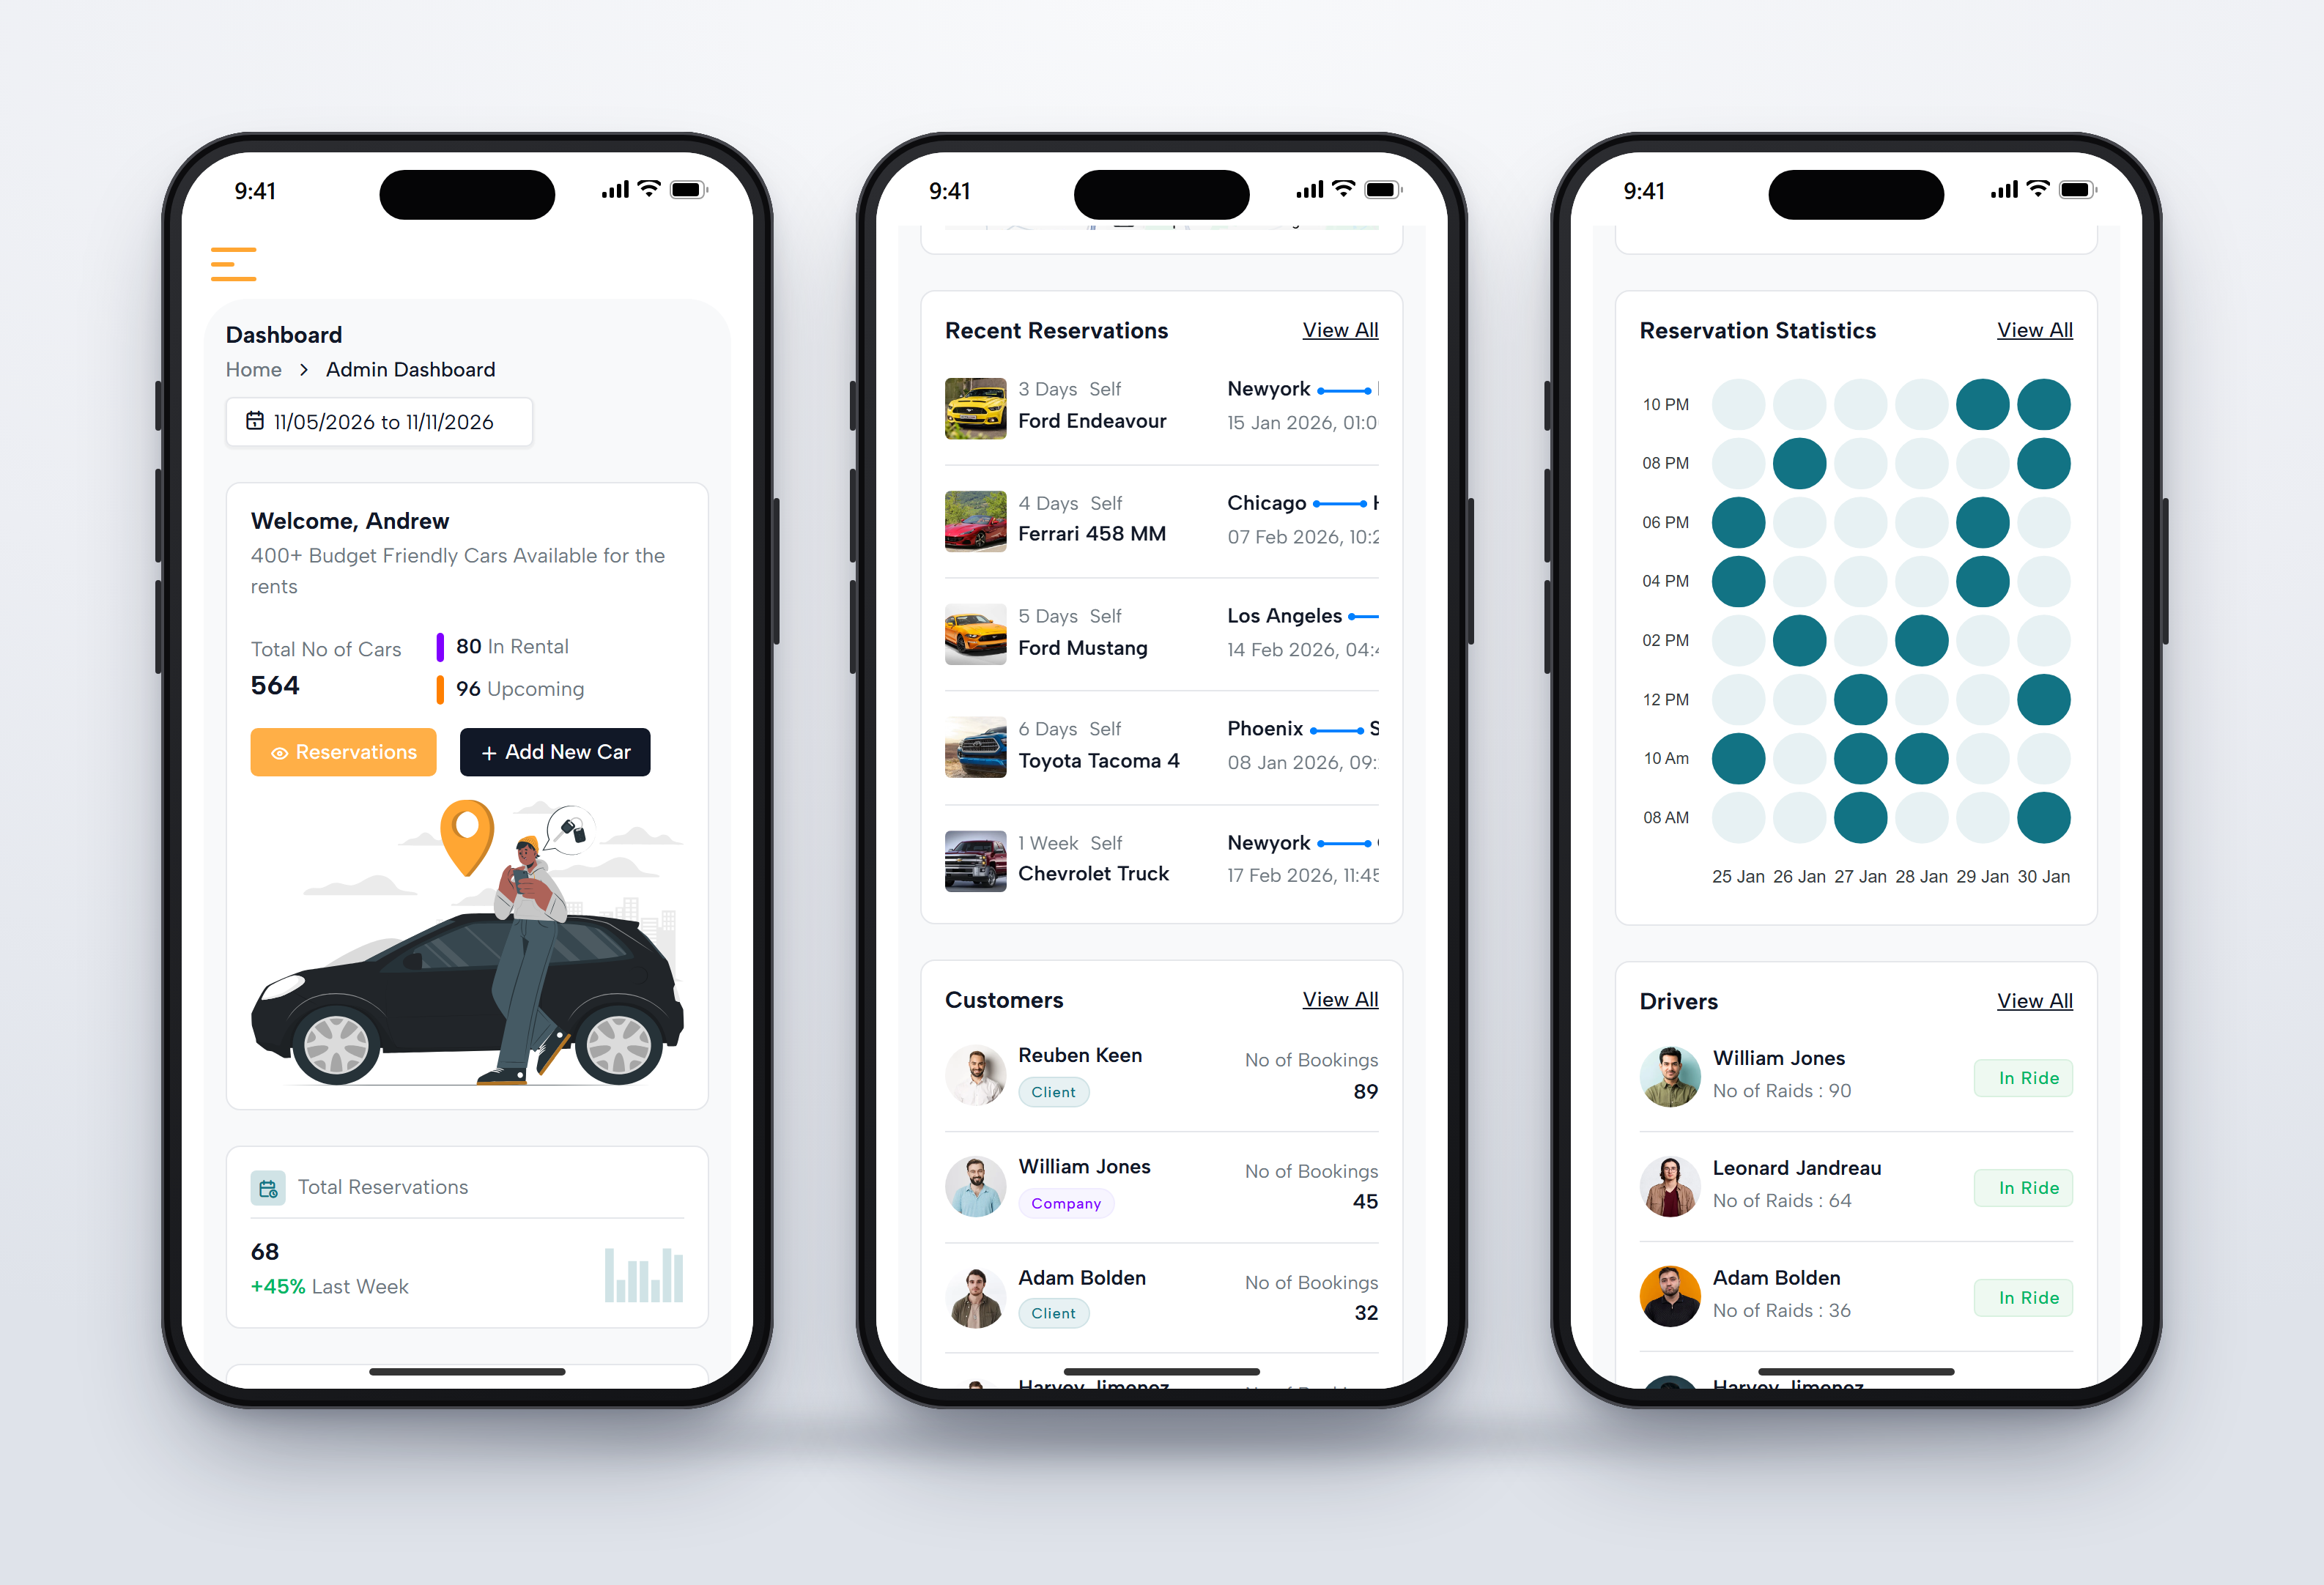 9:41
Dashboard
Home > Admin Dashboard
11/05/2026 to 11/11/2026
Welcome, Andrew
400+ Budget Friendly Cars Available for the
rents
Total No of Cars
564
80 In Rental
96 Upcoming
Reservations
+ Add New Car
Total Reservations
68
+45% Last Week
9:41
Recent Reservations View All
3 Days Self
Ford Endeavour
Newyork
15 Jan 2026, 01:0
4 Days Self
Ferrari 458 MM
Chicago
07 Feb 2026, 10:2
5 Days Self
Ford Mustang
Los Angeles
14 Feb 2026, 04:4
6 Days Self
Toyota Tacoma 4
Phoenix S
08 Jan 2026, 09:
1 Week Self
Chevrolet Truck
Newyork
17 Feb 2026, 11:45
Customers View All
Reuben Keen
Client
No of Bookings
89
William Jones
Company
No of Bookings
45
Adam Bolden
Client
No of Bookings
32
Harvey Jimenez
9:41
Reservation Statistics View All
10 PM
08 PM
06 PM
04 PM
02 PM
12 PM
10 Am
08 AM
25 Jan 26 Jan 27 Jan 28 Jan 29 Jan 30 Jan
Drivers View All
William Jones
No of Raids : 90
In Ride
Leonard Jandreau
No of Raids : 64
In Ride
Adam Bolden
No of Raids : 36
In Ride
Harvey Jimenez